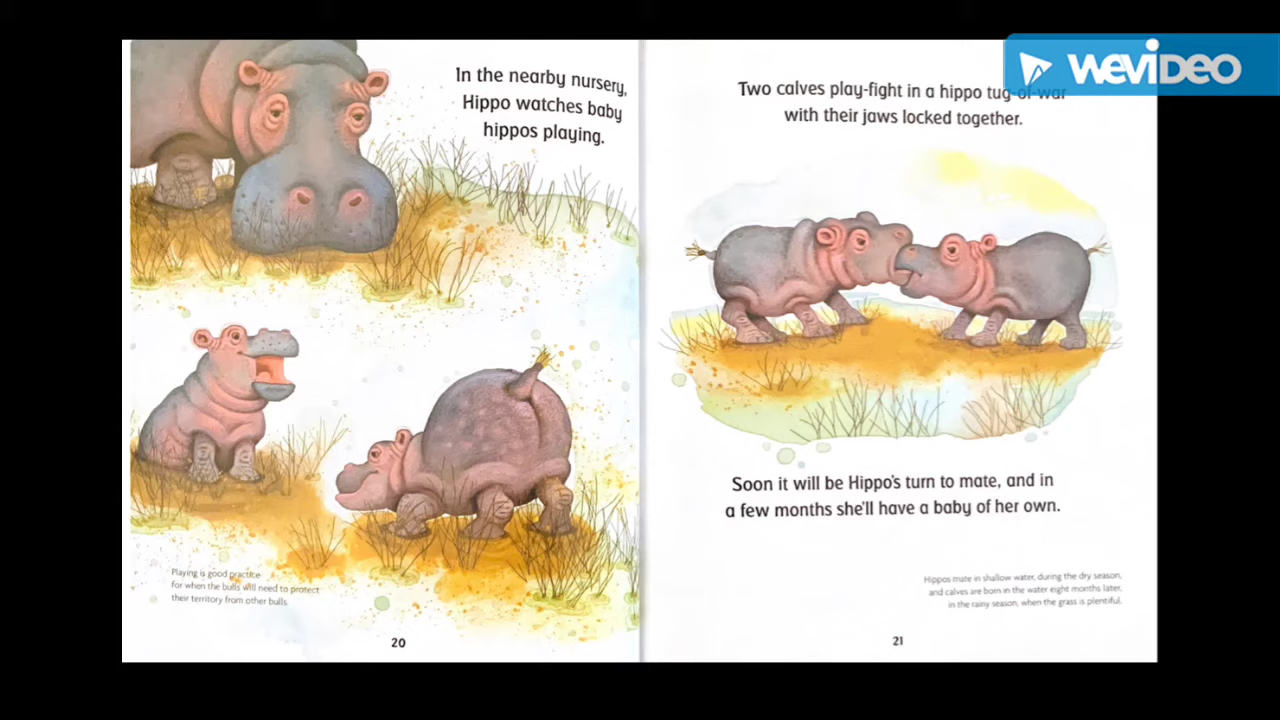 In the nearby nursery,
Hippo watches baby
hippos playing.
Playing is good practice
for when the bulls will need to protect
their territory from other bulls.
20
WEVIDEO
Two calves play-fight in a hippo tug-of-war
with their jaws locked together.
Soon it will be Hippo's turn to mate, and in
a few months she'll have a baby of her own.
Hippos mate in shallow water, during the dry season,
and calves are born in the water eight months later,
in the rainy season, when the grass is plentiful.
21